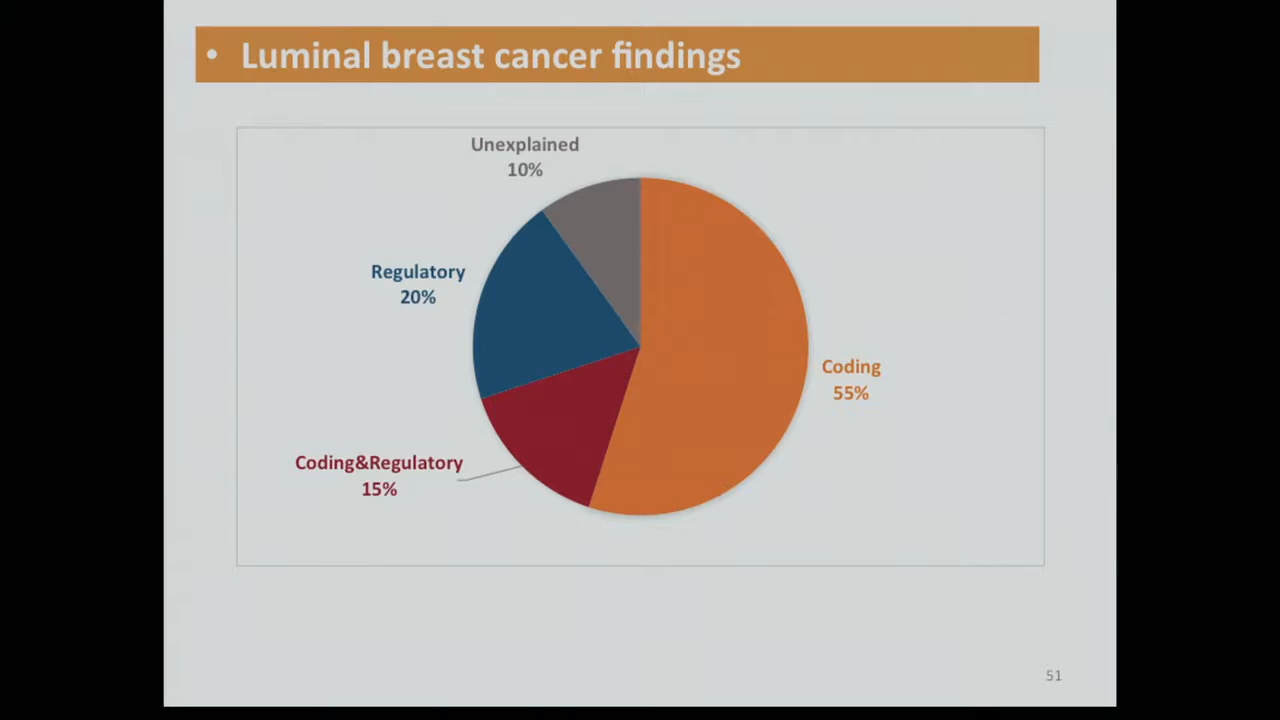 • Luminal breast cancer findings
Unexplained
10%
Regulatory
20%
Coding
55%
Coding&Regulatory
15%
51